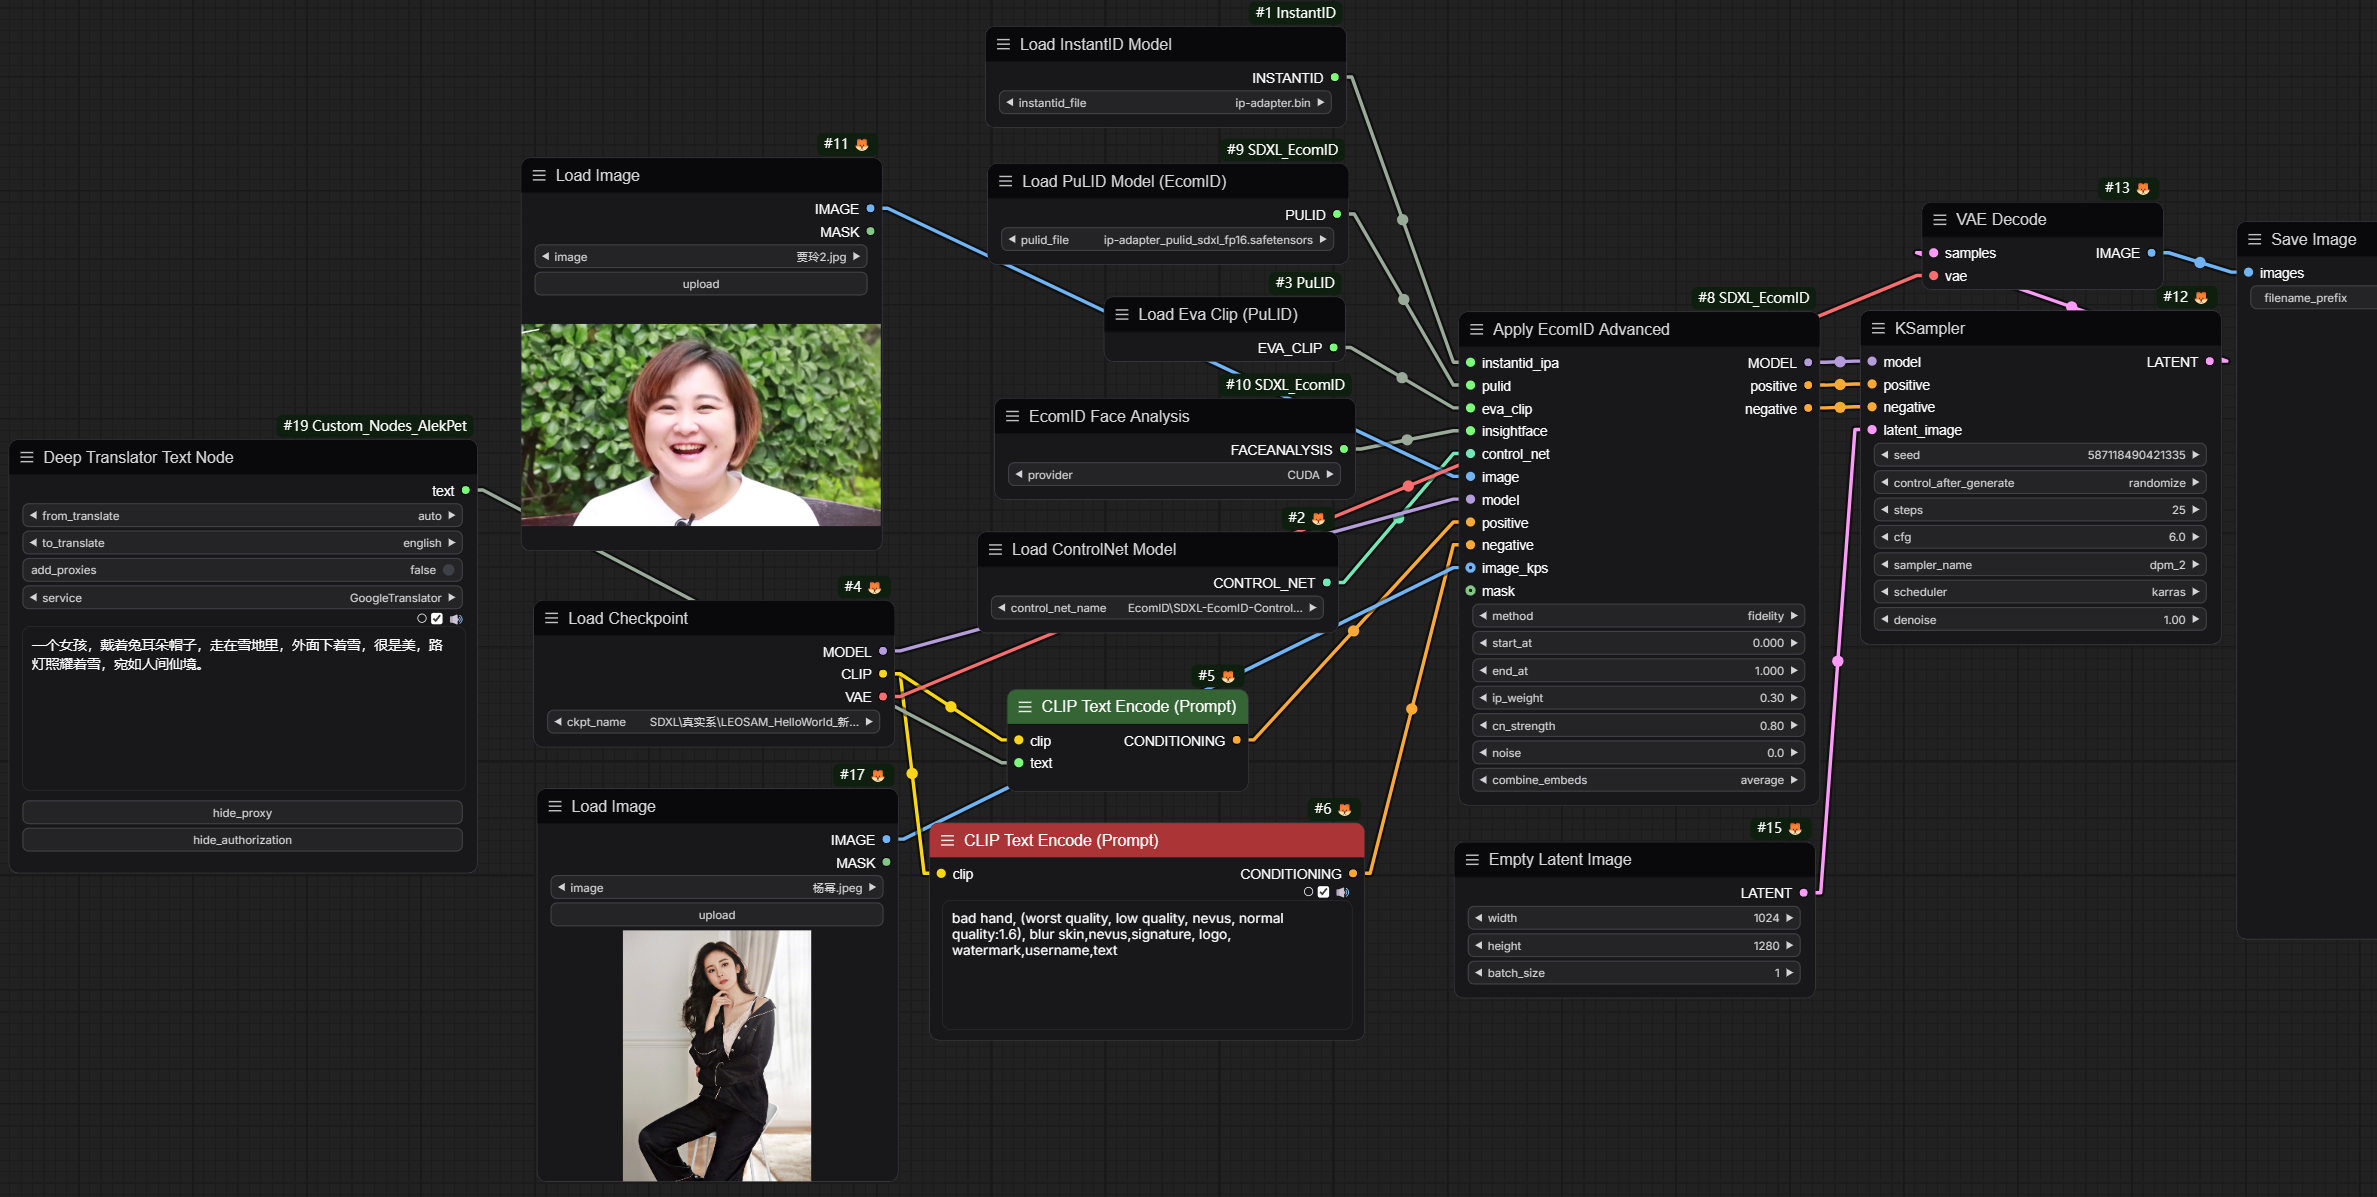 #1 InstantID
Load InstantID Model
INSTANTID
instantid_file ip-adapter.bin
#9 SDXL_EcomID
Load PuLID Model (EcomID)
PULID
pulid_file ip-adapter_pulid_sdxl_fp16.safetensors
#3 PuLID
Load Eva Clip (PuLID)
EVA_CLIP
#10 SDXL_EcomID
EcomID Face Analysis
FACEANALYSIS
provider CUDA
#2
Load ControlNet Model
CONTROL_NET
control_net_name EcomID\SDXL-EcomID-Control...
#11
Load Image
IMAGE
MASK
image 贾玲2.jpg
upload
#19 Custom_Nodes_AlekPet
Deep Translator Text Node
text
from_translate auto
to_translate english
add_proxies false
service GoogleTranslator
一个女孩，戴着兔耳朵帽子，走在雪地里，外面下着雪，很是美，路
灯照耀着雪，宛如人间仙境。
hide_proxy
hide_authorization
#4
Load Checkpoint
MODEL
CLIP
VAE
ckpt_name SDXL\真实系\LEOSAM_HelloWorld_新...
#17
Load Image
IMAGE
MASK
image 杨幂.jpeg
upload
#5
CLIP Text Encode (Prompt)
clip CONDITIONING
text
#6
CLIP Text Encode (Prompt)
clip CONDITIONING
bad hand, (worst quality, low quality, nevus, normal
quality:1.6), blur skin,nevus,signature, logo,
watermark,username,text
#8 SDXL_EcomID
Apply EcomID Advanced
instantid_ipa MODEL
pulid positive
eva_clip negative
insightface
control_net
image
model
positive
negative
image_kps
mask
method fidelity
start_at 0.000
end_at 1.000
ip_weight 0.30
cn_strength 0.80
noise 0.0
combine_embeds average
#15
Empty Latent Image
LATENT
width 1024
height 1280
batch_size 1
#13
VAE Decode
samples IMAGE
vae
#12
KSampler
model LATENT
positive
negative
latent_image
seed 587118490421335
control_after_generate randomize
steps 25
cfg 6.0
sampler_name dpm_2
scheduler karras
denoise 1.00
Save Image
images
filename_prefix